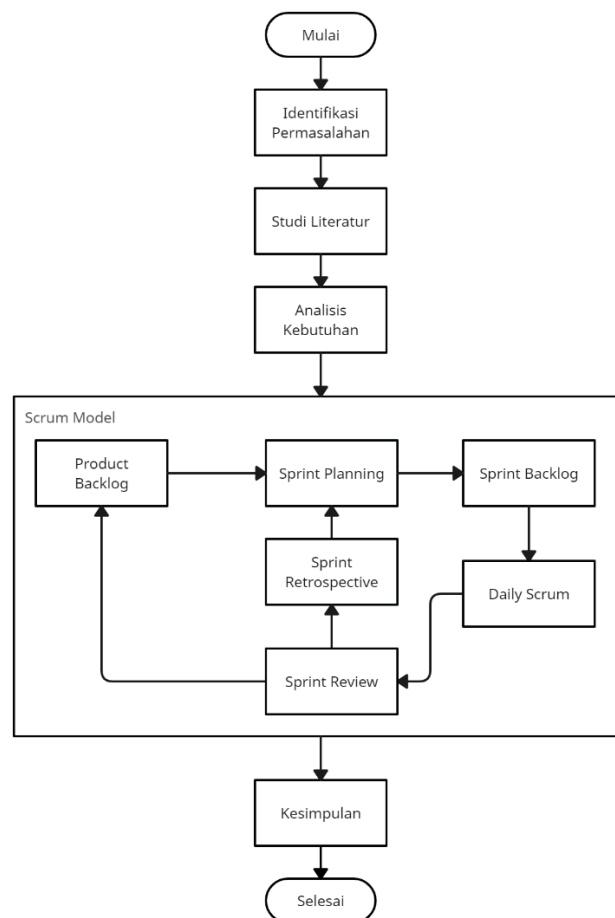 Mulai
Identifikasi
Permasalahan
Studi Literatur
Analisis
Kebutuhan
Scrum Model
Product
Backlog
Sprint Planning
Sprint Backlog
Sprint
Retrospective
Daily Scrum
Sprint Review
Kesimpulan
Selesai